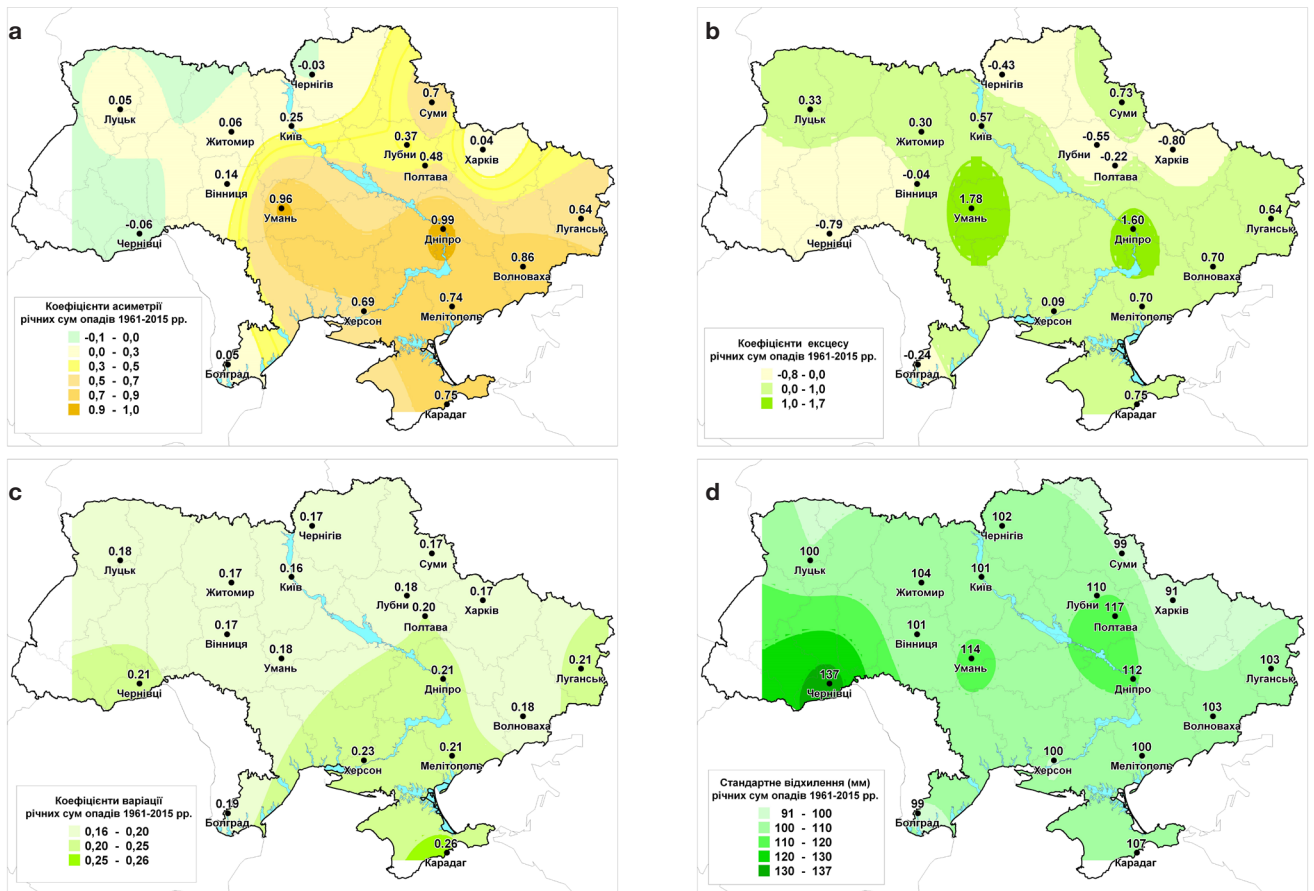 a
-0.03
Чернігів
0.7
Суми
0.05
Луцьк
0.06
Житомир
0.25
Київ
0.37
Лубни
0.04
Харків
0.48
Полтава
0.14
Вінниця
0.96
Умань
0.99
Дніпро
0.64
Луганськ
-0.06
Чернівці
0.86
Волноваха
0.69
Херсон
0.74
Мелітополь
0.05
Болград
0.75
Карадаг
Коефіцієнти асиметрії
річних сум опадів 1961-2015 рр.
-0,1 - 0,0
0,0 - 0,3
0,3 - 0,5
0,5 - 0,7
0,7 - 0,9
0.9 - 1,0
b
-0.43
Чернігів
0.73
Суми
0.33
Луцьк
0.30
Житомир
0.57
Київ
-0.55
Лубни
-0.80
Харків
-0.22
Полтава
-0.04
Вінниця
1.78
Умань
1.60
Дніпро
0.64
Луганськ
-0.79
Чернівці
0.70
Волноваха
0.09
Херсон
0.70
Мелітополь
-0.24
Болград
0.75
Карадаг
Коефіцієнти ексцесу
річних сум опадів 1961-2015 рр.
-0,8 - 0,0
0,0 - 1,0
1,0 - 1,7
c
0.17
Чернігів
0.17
Суми
0.18
Луцьк
0.17
Житомир
0.16
Київ
0.18
Лубни
0.17
Харків
0.20
Полтава
0.17
Вінниця
0.18
Умань
0.21
Дніпро
0.21
Луганськ
0.21
Чернівці
0.18
Волноваха
0.23
Херсон
0.21
Мелітополь
0.19
Болград
0.26
Карадаг
Коефіцієнти варіації
річних сум опадів 1961-2015 рр.
0,16 - 0,20
0,20 - 0,25
0,25 - 0,26
d
102
Чернігів
99
Суми
100
Луцьк
104
Житомир
101
Київ
110
Лубни
91
Харків
117
Полтава
101
Вінниця
114
Умань
112
Дніпро
103
Луганськ
137
Чернівці
103
Волноваха
100
Херсон
100
Мелітополь
99
Болград
107
Карадаг
Стандартне відхилення (мм)
річних сум опадів 1961-2015 рр.
91 - 100
100 - 110
110 - 120
120 - 130
130 - 137